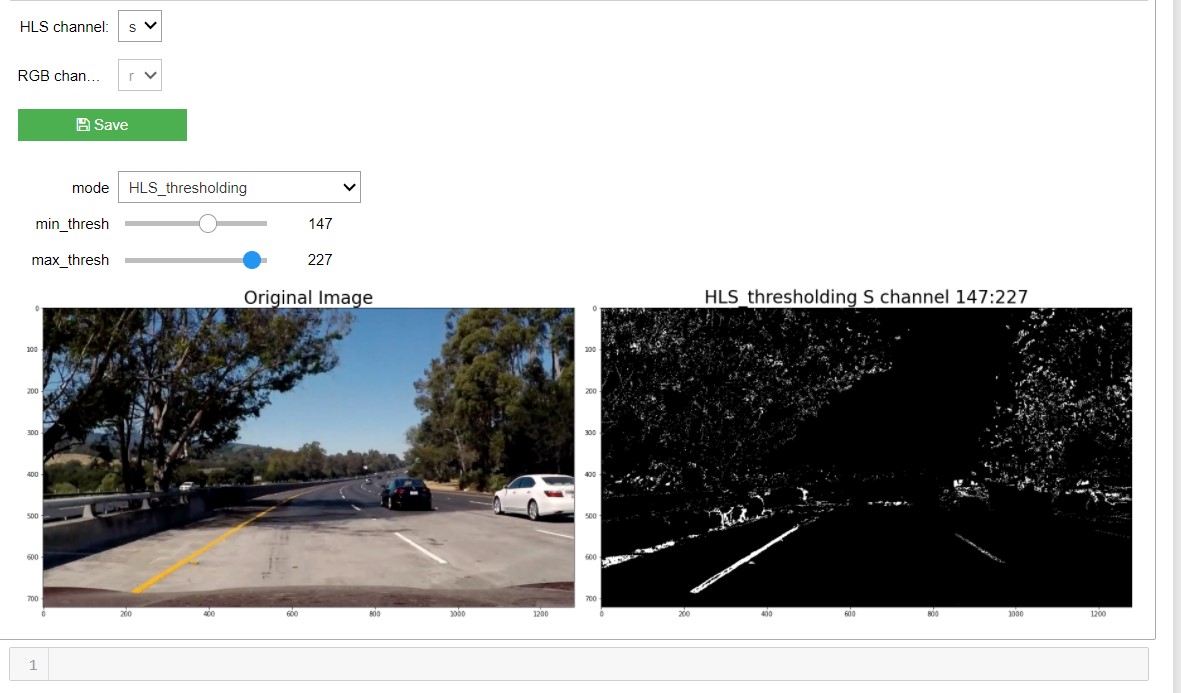 HLS channel: s
RGB chan... r
Save
mode HLS_thresholding
min_thresh 147
max_thresh 227
Original Image HLS_thresholding S channel 147:227
0 0
100 100
200 200
300 300
400 400
500 500
600 600
700 700
0 200 400 600 800 1000 1200 0 200 400 600 800 1000 1200
1